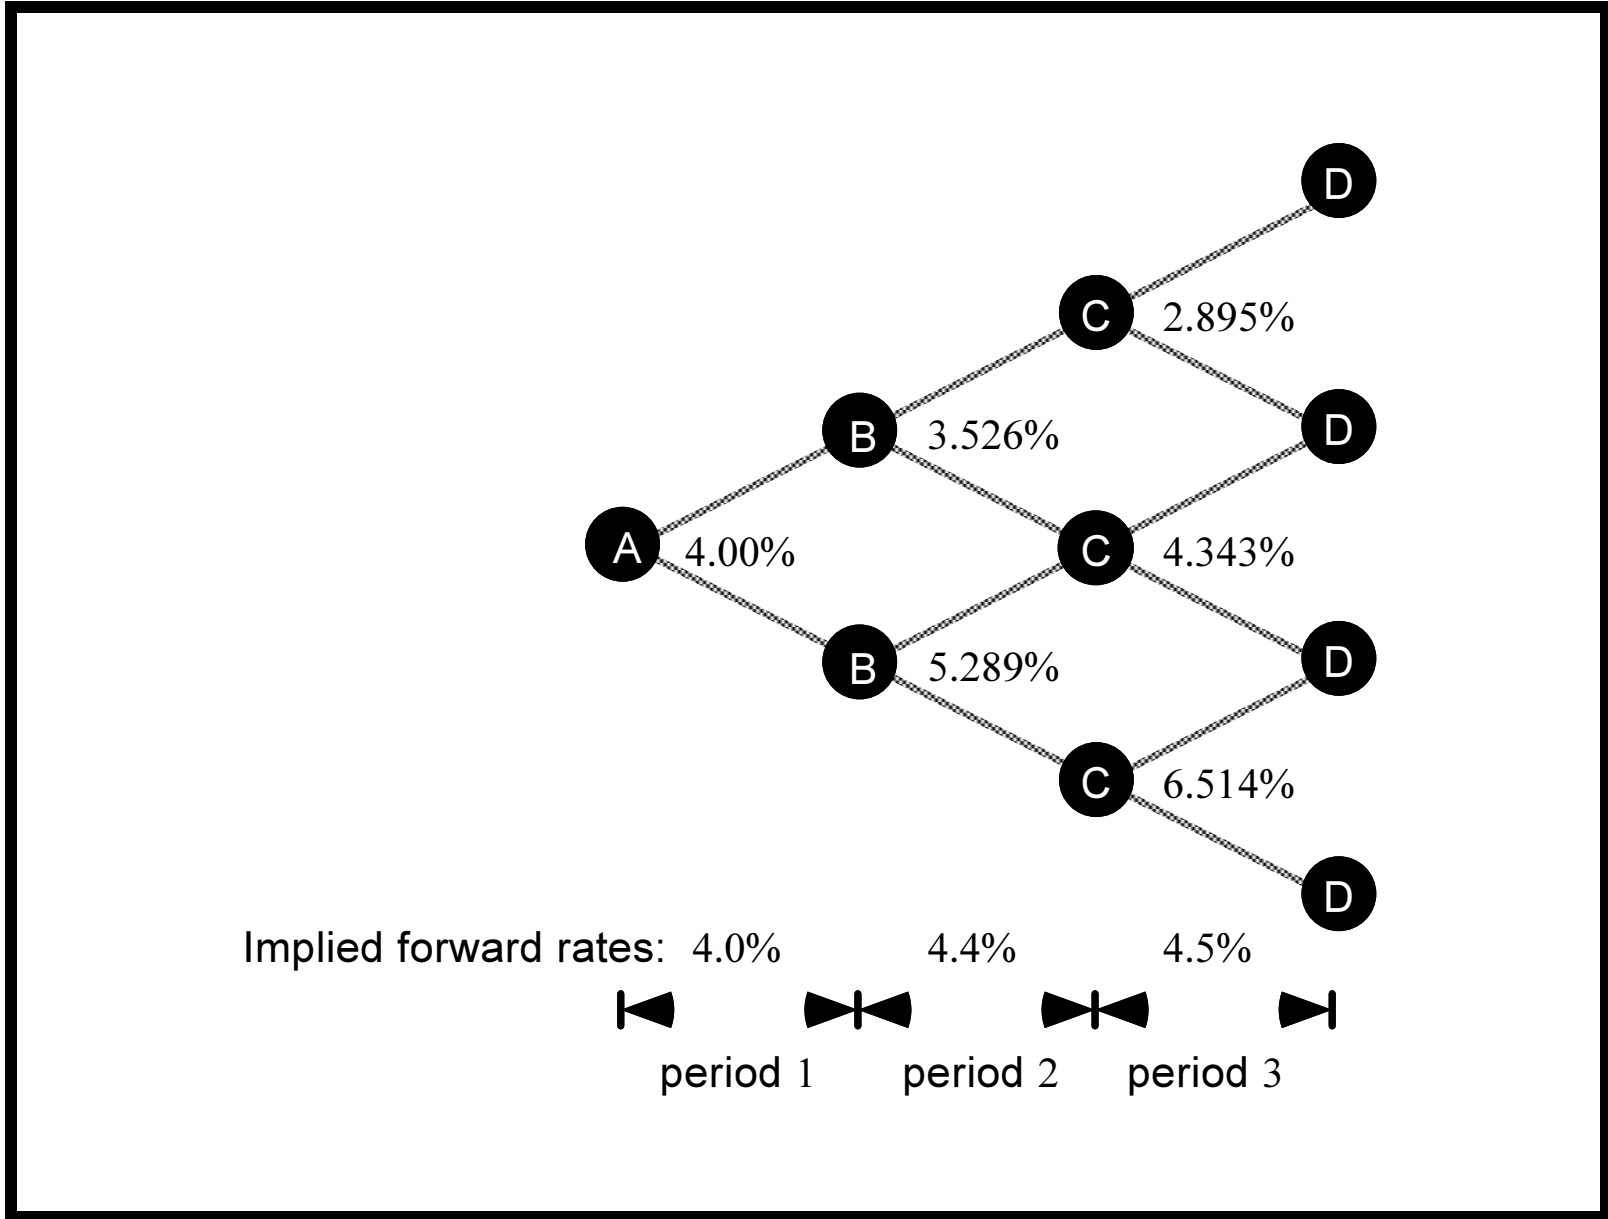 D
C 2.895%
B 3.526% D
A 4.00% C 4.343%
B 5.289% D
C 6.514%
D
Implied forward rates: 4.0% 4.4% 4.5%
period 1 period 2 period 3